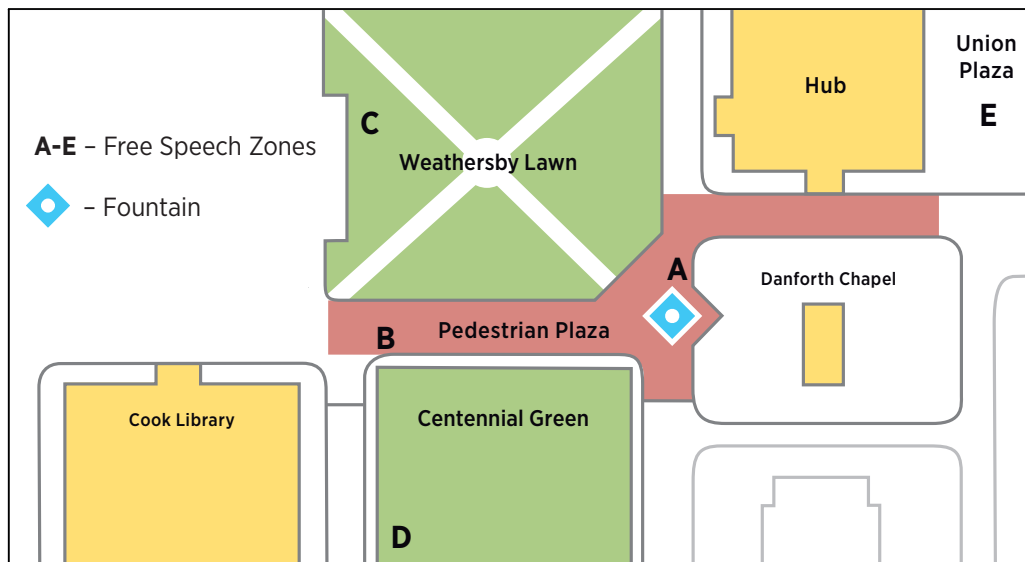 Union
Plaza
Hub
E
C
A-E – Free Speech Zones
Weathersby Lawn
– Fountain
A
Danforth Chapel
B
Pedestrian Plaza
Cook Library
Centennial Green
D